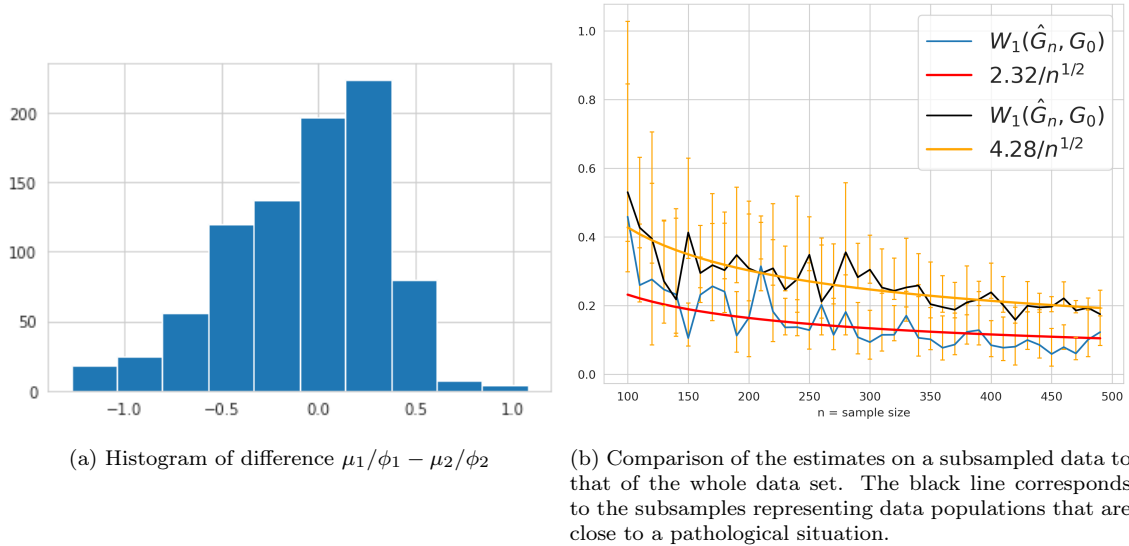 200
150
100
50
0
−1.0
−0.5
0.0
0.5
1.0
(a) Histogram of difference μ₁/ϕ₁ − μ₂/ϕ₂
1.0
0.8
0.6
0.4
0.2
0.0
W₁(Ĝₙ, G₀)
2.32/n^{1/2}
W₁(Ĝₙ, G₀)
4.28/n^{1/2}
100
150
200
250
300
350
400
450
500
n = sample size
(b) Comparison of the estimates on a subsampled data to
that of the whole data set. The black line corresponds
to the subsamples representing data populations that are
close to a pathological situation.